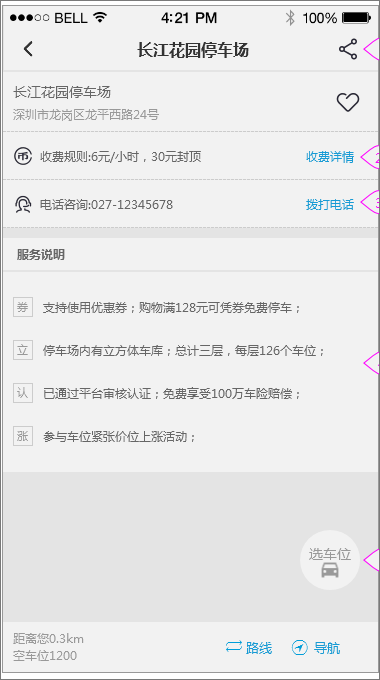 BELL 4:21 PM 100%
长江花园停车场
长江花园停车场
深圳市龙岗区龙平西路24号
币 收费规则:6元/小时，30元封顶 收费详情
电话咨询:027-12345678 拨打电话
服务说明
券 支持使用优惠券；购物满128元可凭券免费停车；
立 停车场内有立方体车库；总计三层，每层126个车位；
认 已通过平台审核认证；免费享受100万车险赔偿；
涨 参与车位紧张价位上涨活动；
选车位
距离您0.3km
空车位1200
路线 导航